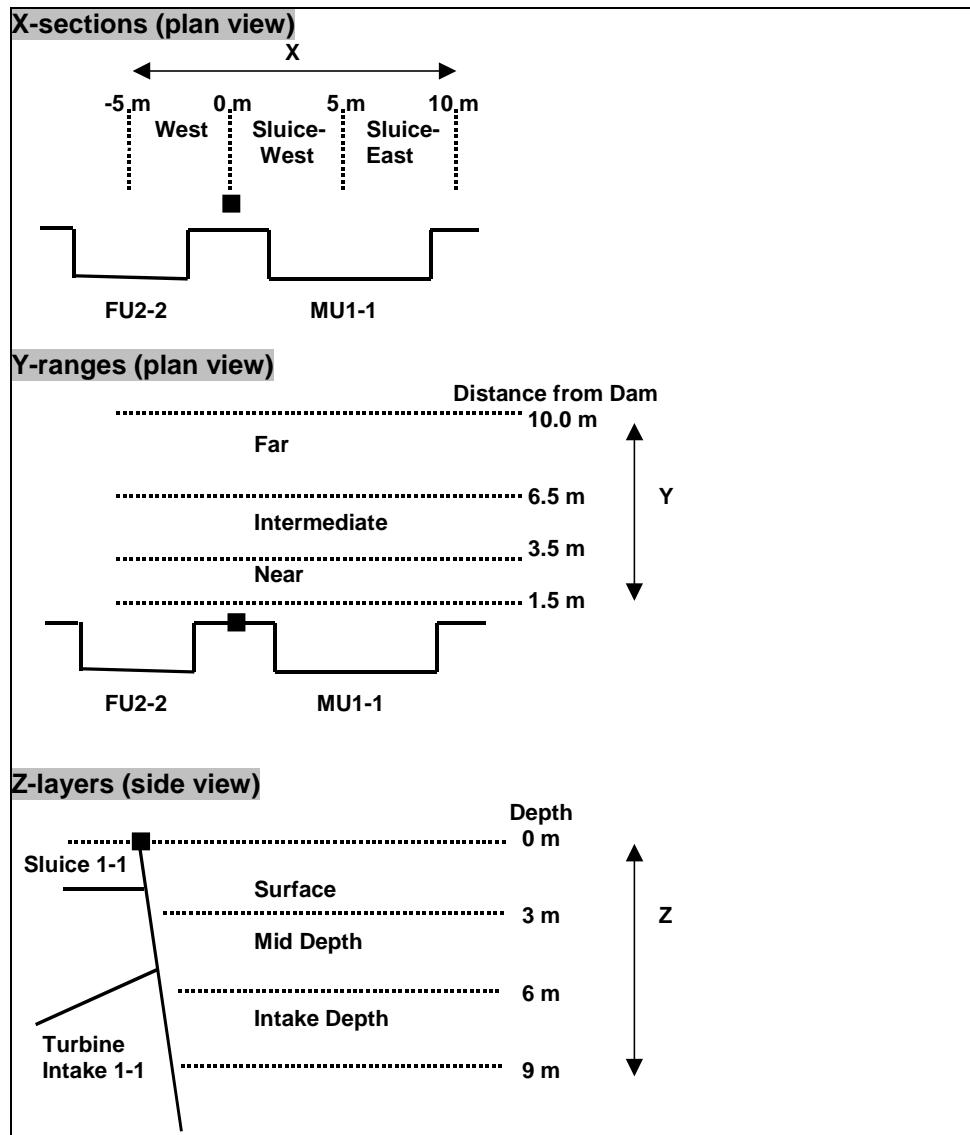 X-sections (plan view)
X
-5 m 0 m 5 m 10 m
West Sluice- Sluice-
West East
FU2-2 MU1-1
Y-ranges (plan view)
Distance from Dam
10.0 m
Far
6.5 m Y
Intermediate
3.5 m
Near
1.5 m
FU2-2 MU1-1
Z-layers (side view)
Depth
0 m
Sluice 1-1
Surface
3 m Z
Mid Depth
6 m
Intake Depth
Turbine
Intake 1-1 9 m